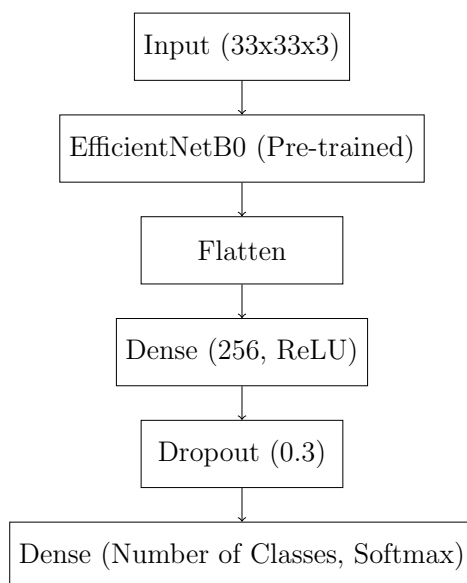 Input (33x33x3)
EfficientNetB0 (Pre-trained)
Flatten
Dense (256, ReLU)
Dropout (0.3)
Dense (Number of Classes, Softmax)